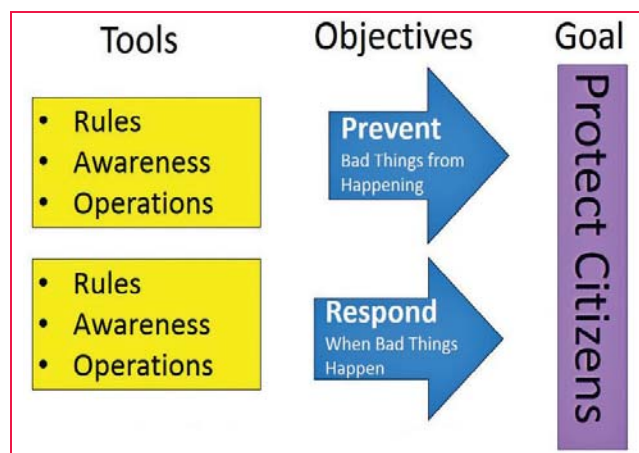 Tools
Objectives
Goal
• Rules
• Awareness
• Operations
Prevent
Bad Things from
Happening
• Rules
• Awareness
• Operations
Respond
When Bad Things
Happen
Protect Citizens